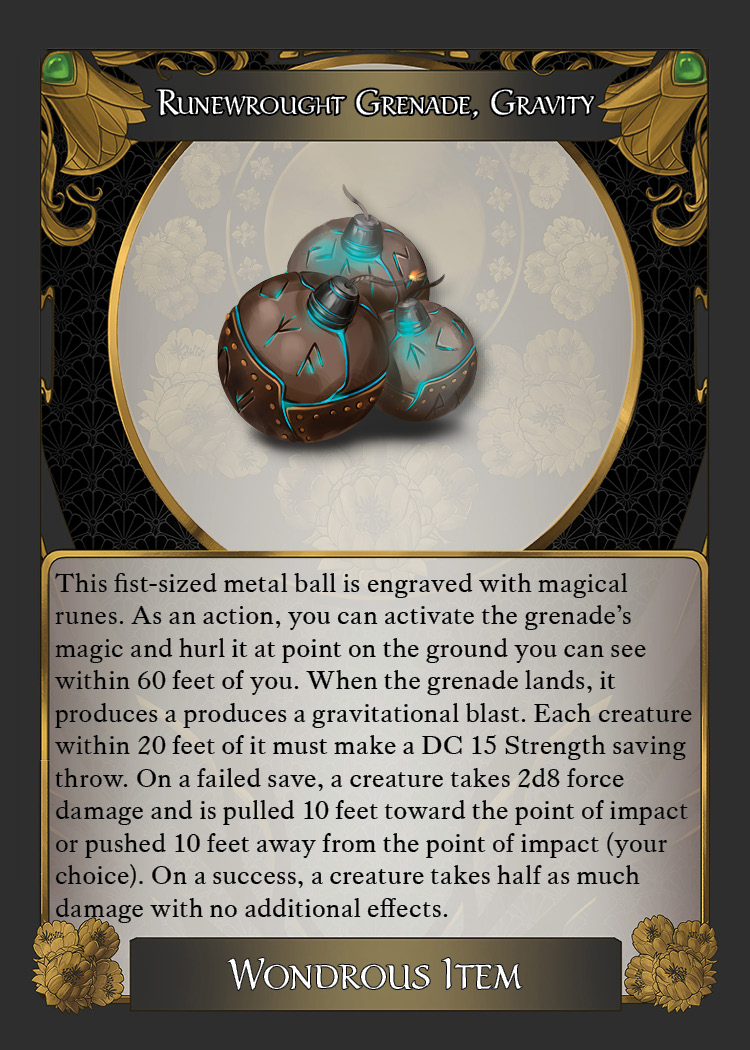 Runewrought Grenade, Gravity
This fist-sized metal ball is engraved with magical
runes. As an action, you can activate the grenade’s
magic and hurl it at point on the ground you can see
within 60 feet of you. When the grenade lands, it
produces a produces a gravitational blast. Each creature
within 20 feet of it must make a DC 15 Strength saving
throw. On a failed save, a creature takes 2d8 force
damage and is pulled 10 feet toward the point of impact
or pushed 10 feet away from the point of impact (your
choice). On a success, a creature takes half as much
damage with no additional effects.
Wondrous Item